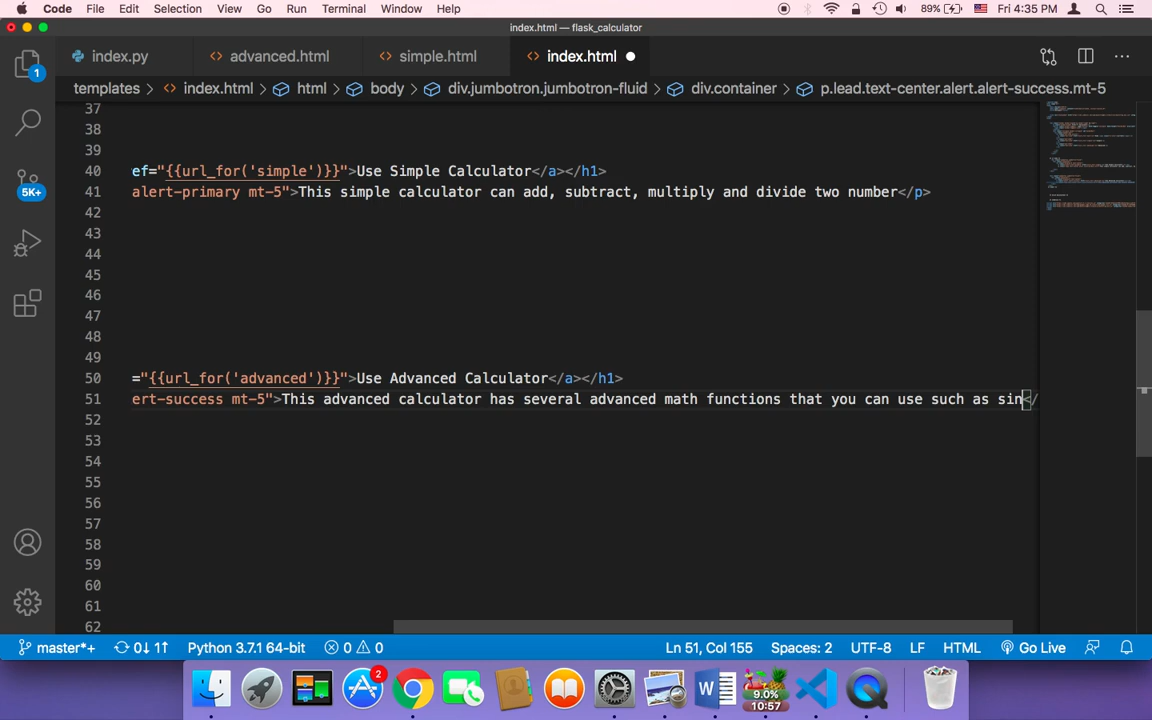 Code File Edit Selection View Go Run Terminal Window Help 89% Fri 4:35 PM
index.html — flask_calculator
index.py advanced.html simple.html index.html
1
templates > index.html > html > body > div.jumbotron.jumbotron-fluid > div.container > p.lead.text-center.alert.alert-success.mt-5
37
38
39
40 ef="{{url_for('simple')}}">Use Simple Calculator</a></h1>
41 alert-primary mt-5">This simple calculator can add, subtract, multiply and divide two number</p>
5K+
42
43
44
45
46
47
48
49
50 ="{{url_for('advanced')}}">Use Advanced Calculator</a></h1>
51 ert-success mt-5">This advanced calculator has several advanced math functions that you can use such as sin</
52
53
54
55
56
57
58
59
60
61
62
master*+ 0↓ 1↑ Python 3.7.1 64-bit 0 0 Ln 51, Col 155 Spaces: 2 UTF-8 LF HTML Go Live
2
9.0%
10:57